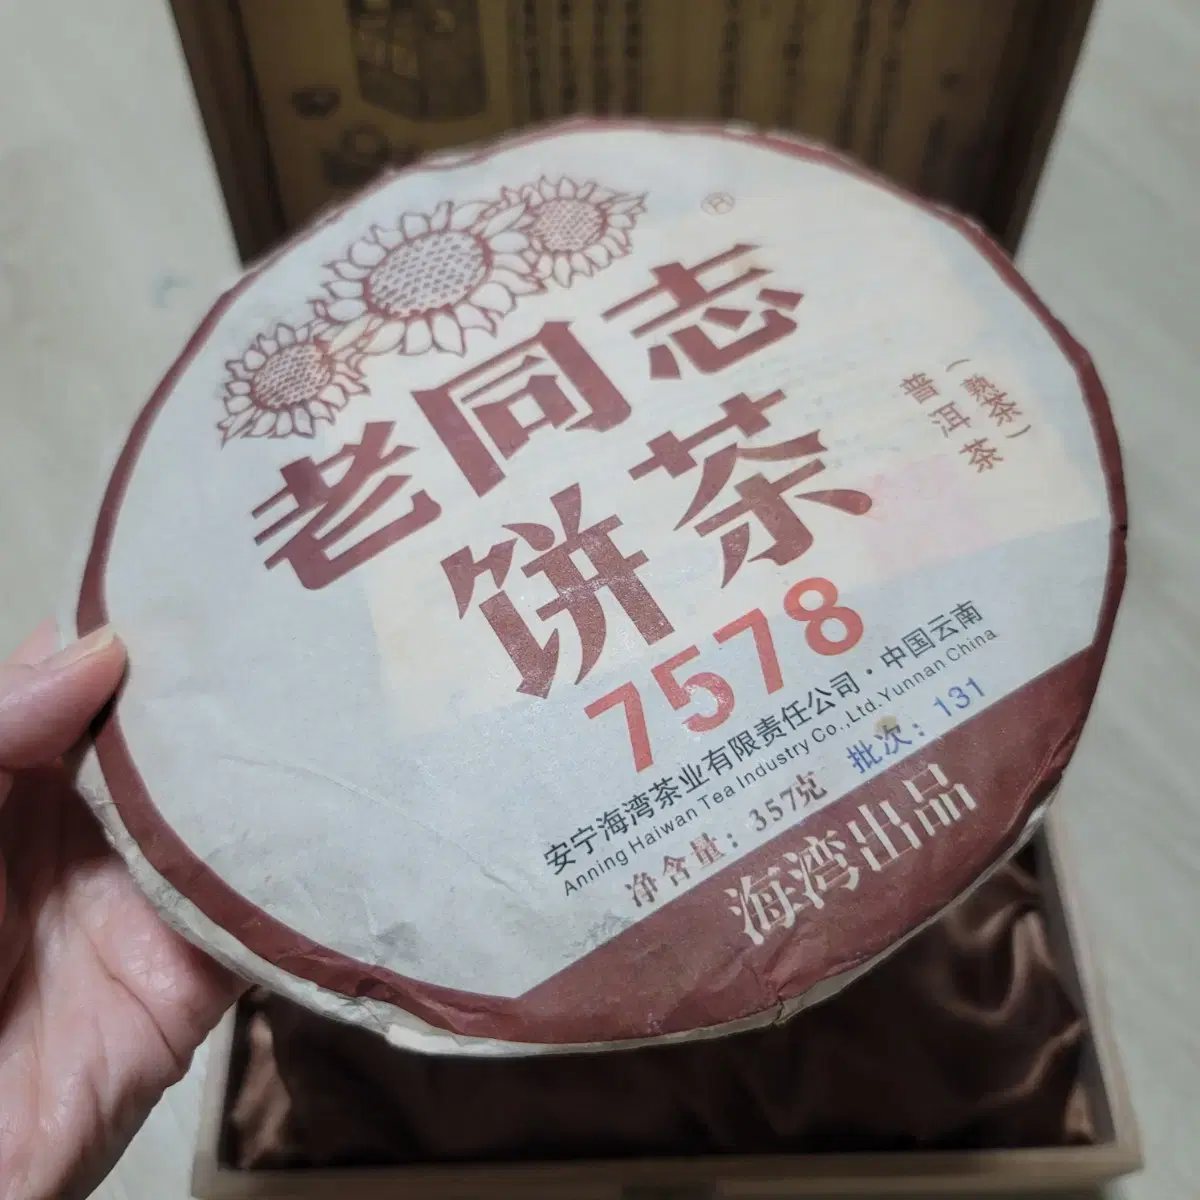 ®
老同志
饼茶
普洱茶
(熟茶)
7578
安宁海湾茶业有限责任公司·中国云南
Anning Haiwan Tea Industry Co.,Ltd.Yunnan China
净含量：357克
批次：131
海湾出品